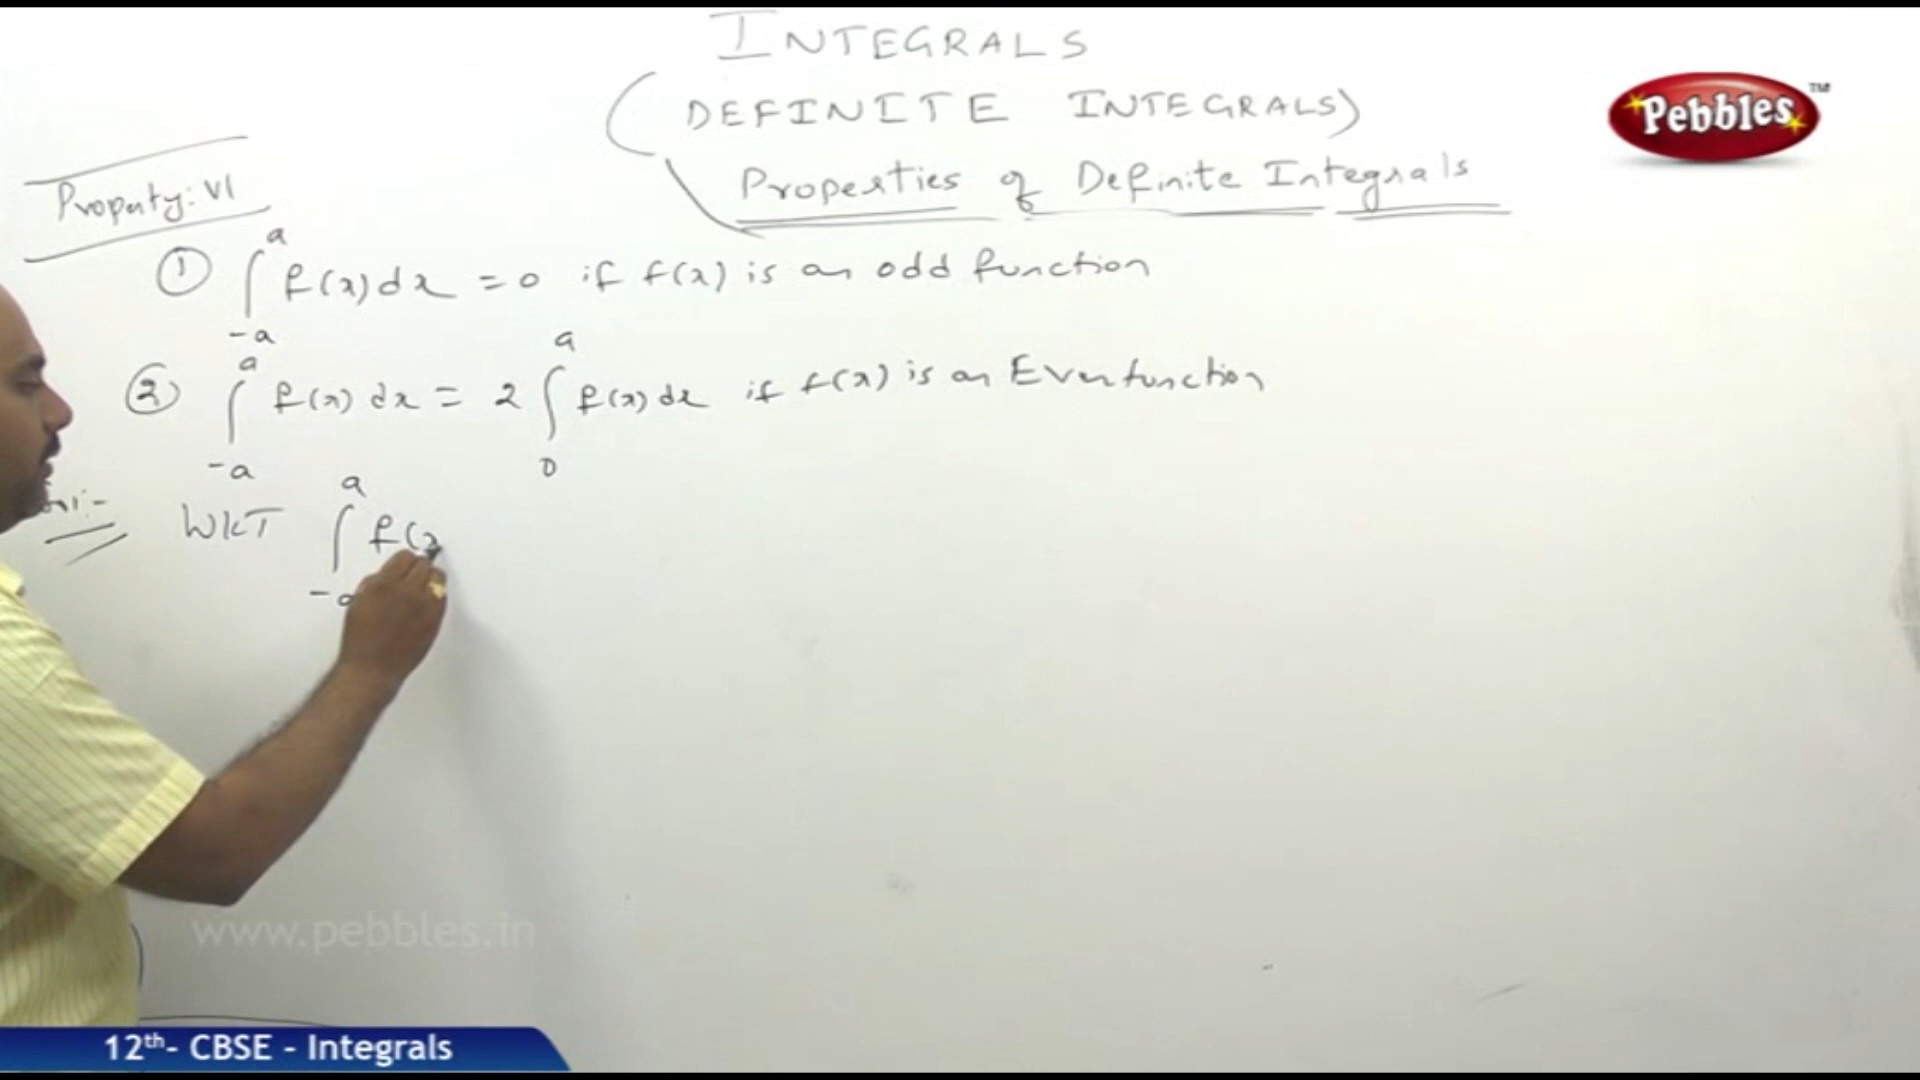 INTEGRALS
(DEFINITE INTEGRALS)
Properties of Definite Integrals
Pebbles™
Property: VI
① ∫_{-a}^{a} f(x) dx = 0 if f(x) is an odd function
② ∫_{-a}^{a} f(x) dx = 2 ∫_{0}^{a} f(x) dx if f(x) is an Even function
WKT ∫_{-a}^{a} f(x
www.pebbles.in
12th- CBSE - Integrals